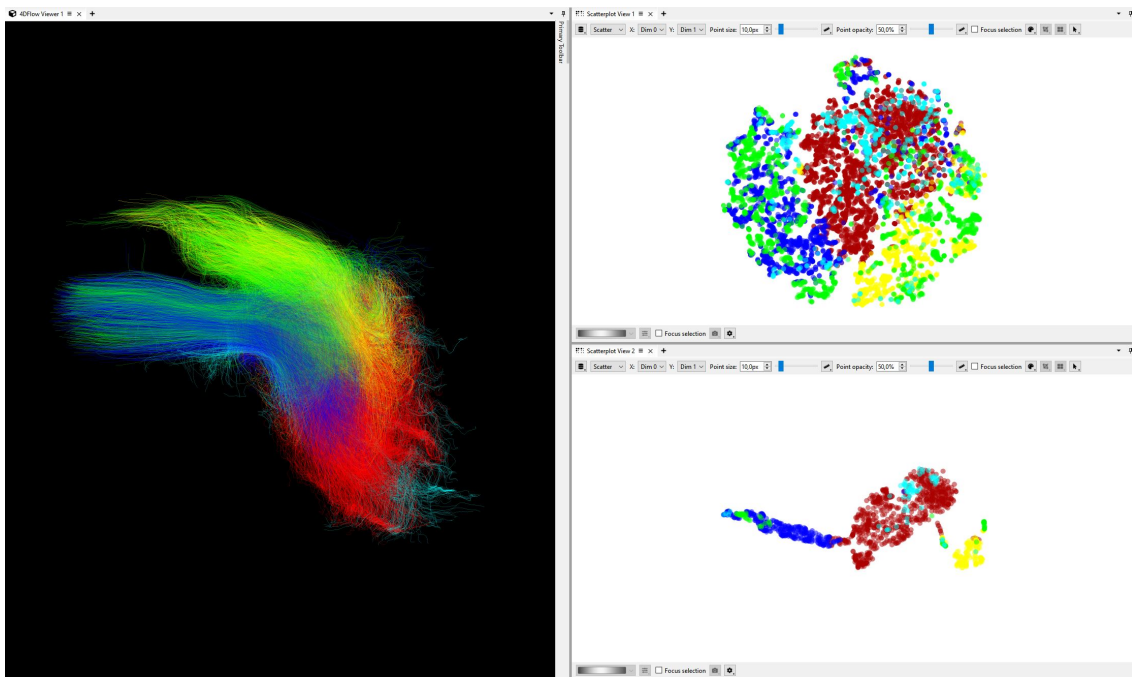 4DFlow Viewer 1
Primary Toolbar
Scatterplot View 1
Scatter X: Dim 0 Y: Dim 1 Point size: 10,0px Point opacity: 50,0% Focus selection
Focus selection
Scatterplot View 2
Scatter X: Dim 0 Y: Dim 1 Point size: 10,0px Point opacity: 50,0% Focus selection
Focus selection